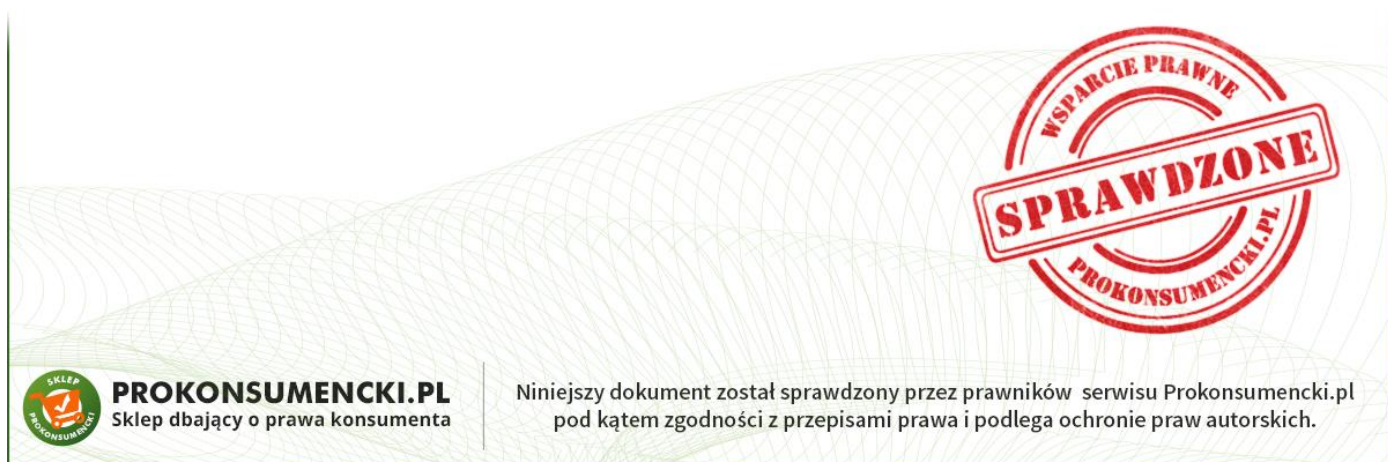 WSPARCIE PRAWNE
SPRAWDZONE
PROKONSUMENCKI.PL
SKLEP
PROKONSUMENCKI
PROKONSUMENCKI.PL
Sklep dbający o prawa konsumenta
Niniejszy dokument został sprawdzony przez prawników serwisu Prokonsumencki.pl
pod kątem zgodności z przepisami prawa i podlega ochronie praw autorskich.